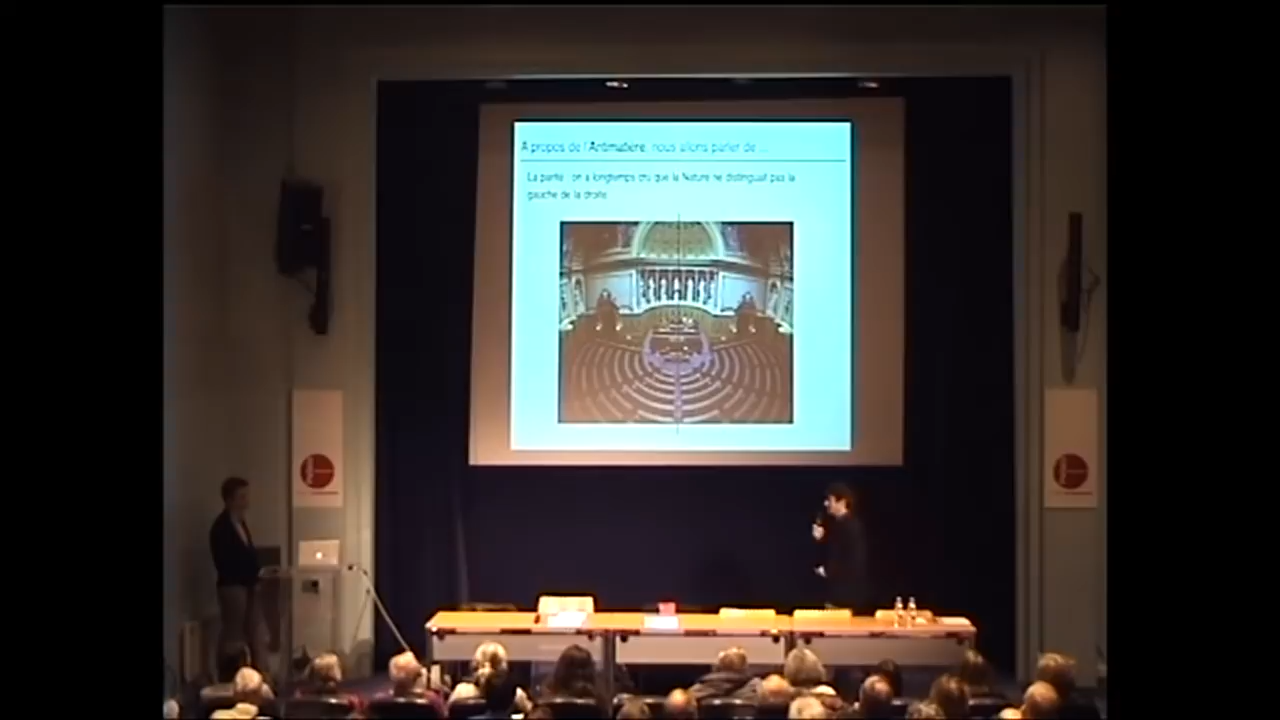 A propos de l'Antimatière, nous allons parler de ...
La parité : on a longtemps cru que la Nature ne distinguait pas la
gauche de la droite